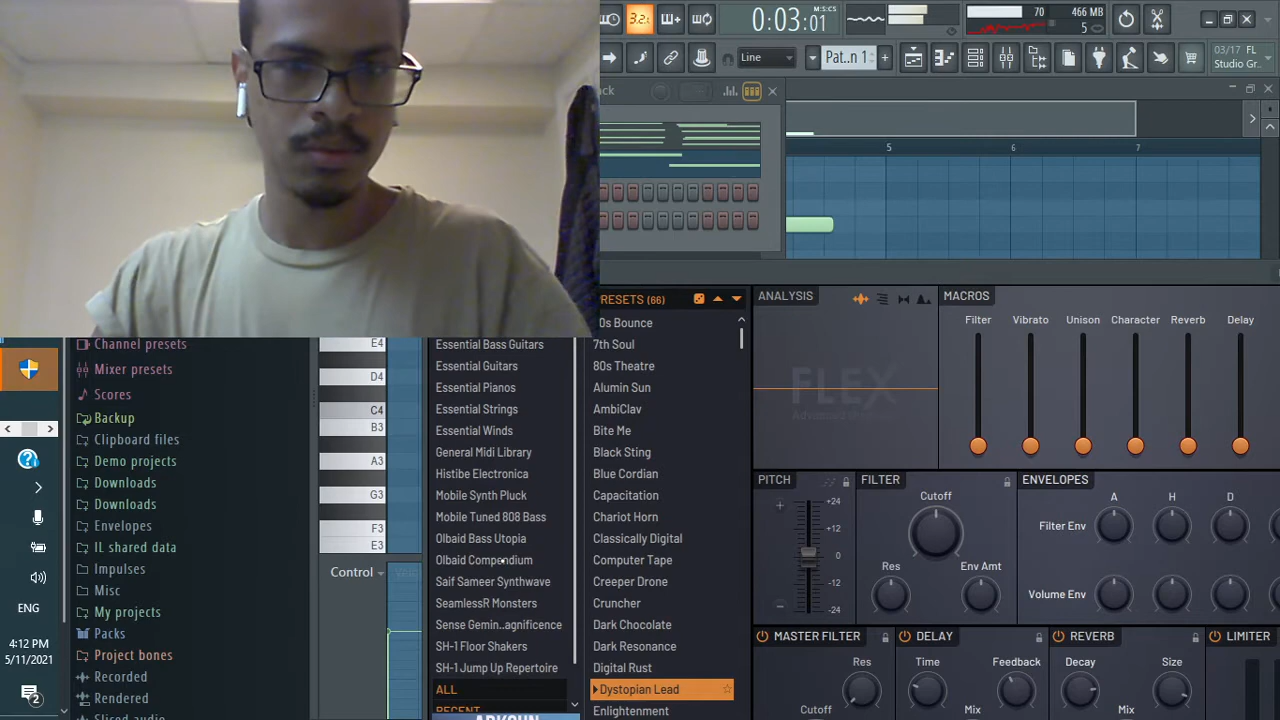 3.2:
0:03:01
M:S:CS
70
466 MB
5
Line
Pat..n 1
03/17 FL
Studio Gr..
ck
5
6
7
Channel presets
Mixer presets
Scores
Backup
Clipboard files
Demo projects
Downloads
Downloads
Envelopes
IL shared data
Impulses
Misc
My projects
Packs
Project bones
Recorded
Rendered
Sliced audio
ENG
4:12 PM
5/11/2021
2
E4
D4
C4
B3
A3
G3
F3
E3
Control
Essential Bass Guitars
Essential Guitars
Essential Pianos
Essential Strings
Essential Winds
General Midi Library
Histibe Electronica
Mobile Synth Pluck
Mobile Tuned 808 Bass
Olbaid Bass Utopia
Olbaid Compendium
Saif Sameer Synthwave
SeamlessR Monsters
Sense Gemin..agnificence
SH-1 Floor Shakers
SH-1 Jump Up Repertoire
ALL
RECENT
RESETS (66)
0s Bounce
7th Soul
80s Theatre
Alumin Sun
AmbiClav
Bite Me
Black Sting
Blue Cordian
Capacitation
Chariot Horn
Classically Digital
Computer Tape
Creeper Drone
Cruncher
Dark Chocolate
Dark Resonance
Digital Rust
Dystopian Lead
Enlightenment
ANALYSIS
FLEX
MACROS
Filter
Vibrato
Unison
Character
Reverb
Delay
PITCH
+24
+12
0
-12
-24
FILTER
Cutoff
Res
Env Amt
ENVELOPES
A
H
D
Filter Env
Volume Env
MASTER FILTER
Res
Cutoff
DELAY
Time
Feedback
Mix
REVERB
Decay
Size
Mix
LIMITER